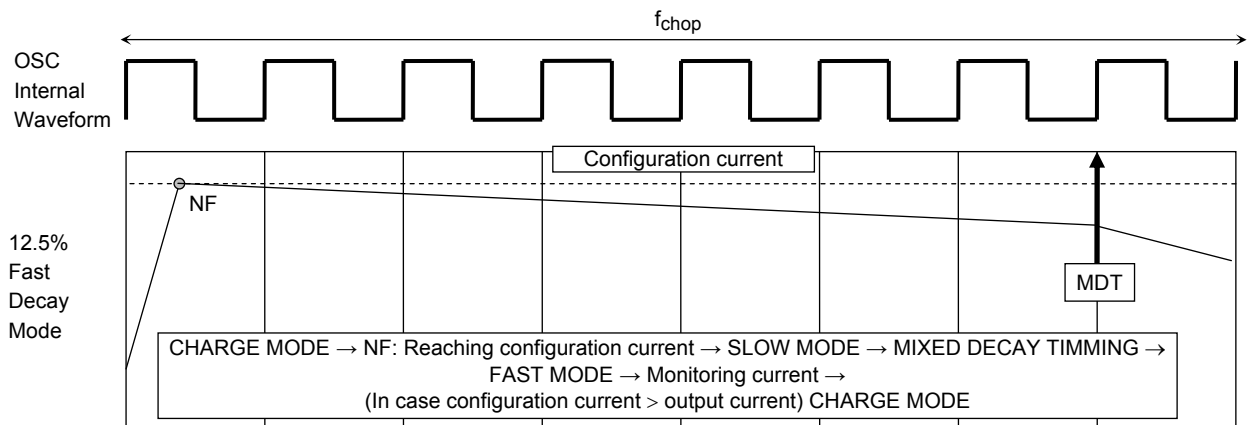 fchop
OSC
Internal
Waveform
Configuration current
NF
12.5%
Fast
Decay
Mode
MDT
CHARGE MODE → NF: Reaching configuration current → SLOW MODE → MIXED DECAY TIMMING →
FAST MODE → Monitoring current →
(In case configuration current > output current) CHARGE MODE